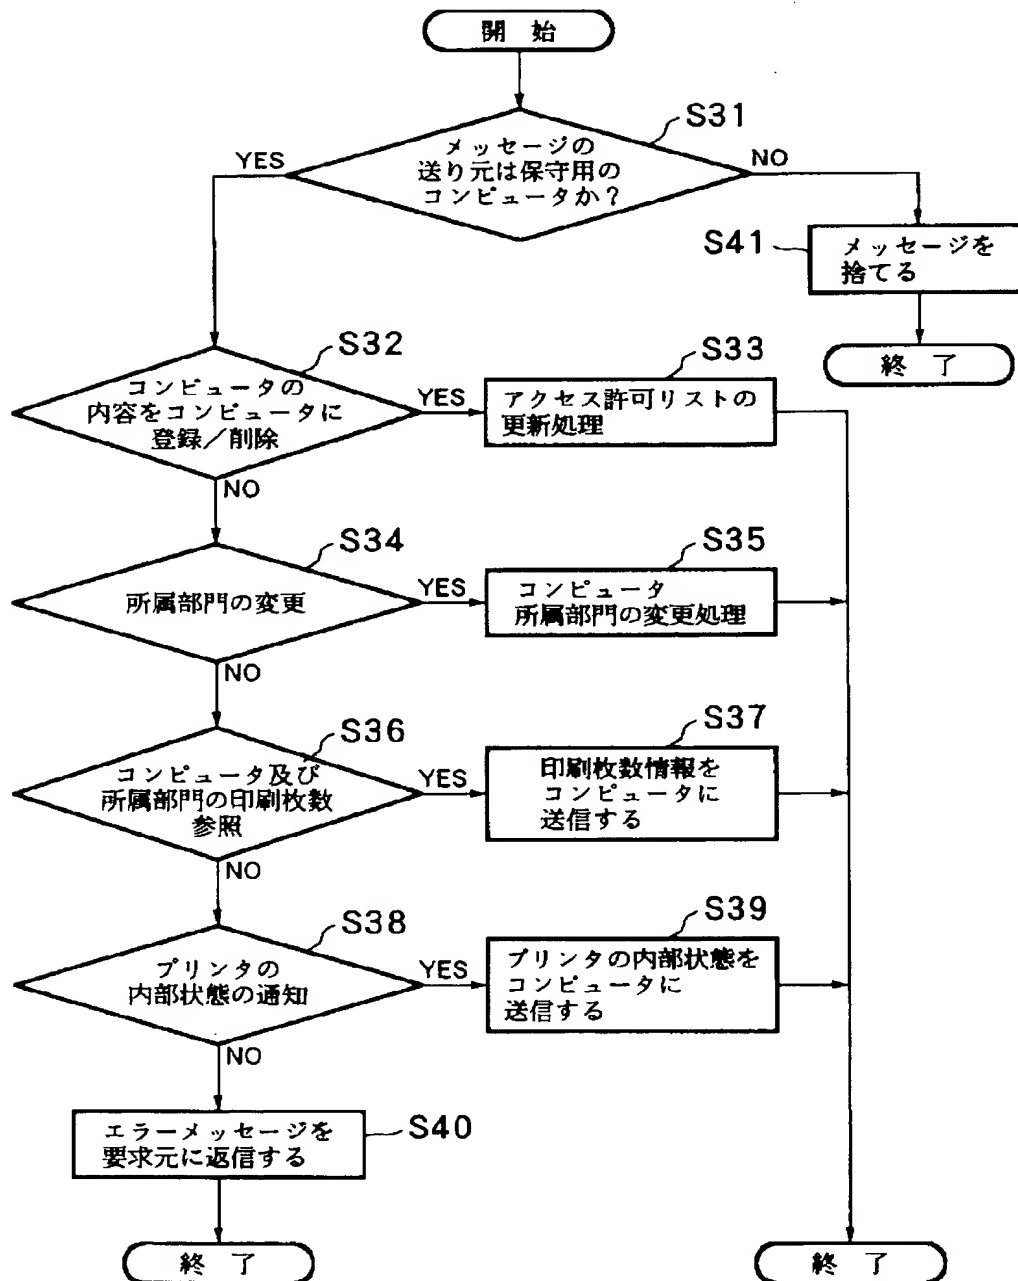 開 始
S31
メッセージの
送り元は保守用の
コンピュータか？
YES
NO
S41
メッセージを
捨てる
終 了
S32
コンピュータの
内容をコンピュータに
登録／削除
YES
NO
S33
アクセス許可リストの
更新処理
S34
所属部門の変更
YES
NO
S35
コンピュータ
所属部門の変更処理
S36
コンピュータ及び
所属部門の印刷枚数
参照
YES
NO
S37
印刷枚数情報を
コンピュータに
送信する
S38
プリンタの
内部状態の通知
YES
NO
S39
プリンタの内部状態を
コンピュータに
送信する
S40
エラーメッセージを
要求元に返信する
終 了
終 了